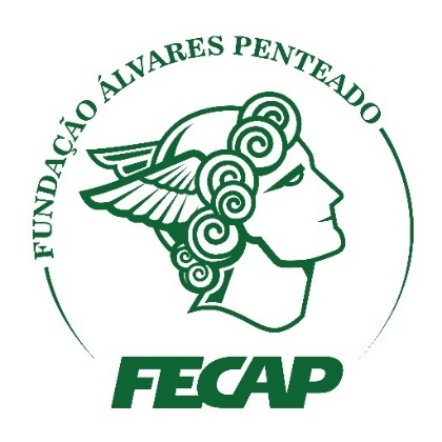 FUNDAÇÃO ÁLVARES PENTEADO
FECAP